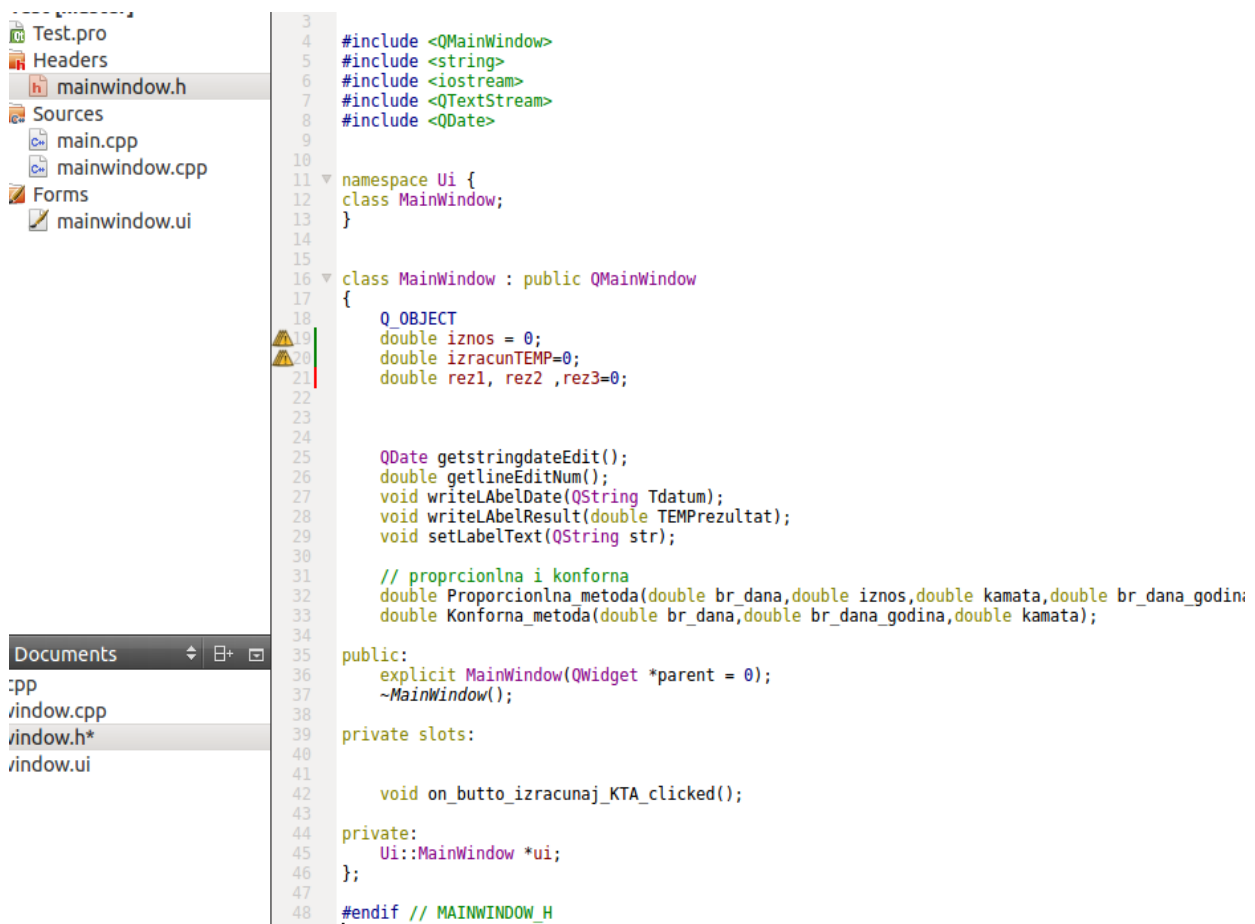 Test.pro
Headers
mainwindow.h
Sources
main.cpp
mainwindow.cpp
Forms
mainwindow.ui
Documents
window.cpp
window.h*
window.ui
3
4 #include <QMainWindow>
5 #include <string>
6 #include <iostream>
7 #include <QTextStream>
8 #include <QDate>
9
10
11 namespace Ui {
12 class MainWindow;
13 }
14
15
16 class MainWindow : public QMainWindow
17 {
18 Q_OBJECT
19 double iznos = 0;
20 double izracunTEMP=0;
21 double rez1, rez2 ,rez3=0;
22
23
24
25 QDate getstringdateEdit();
26 double getlineEditNum();
27 void writeLAbelDate(QString Tdatum);
28 void writeLAbelResult(double TEMPrezultat);
29 void setLabelText(QString str);
30
31 // proprcionlna i konforna
32 double Proporcionlna_metoda(double br_dana,double iznos,double kamata,double br_dana_godina
33 double Konforna_metoda(double br_dana,double br_dana_godina,double kamata);
34
35 public:
36 explicit MainWindow(QWidget *parent = 0);
37 ~MainWindow();
38
39 private slots:
40
41
42 void on_butto_izracunaj_KTA_clicked();
43
44 private:
45 Ui::MainWindow *ui;
46 };
47
48 #endif // MAINWINDOW_H